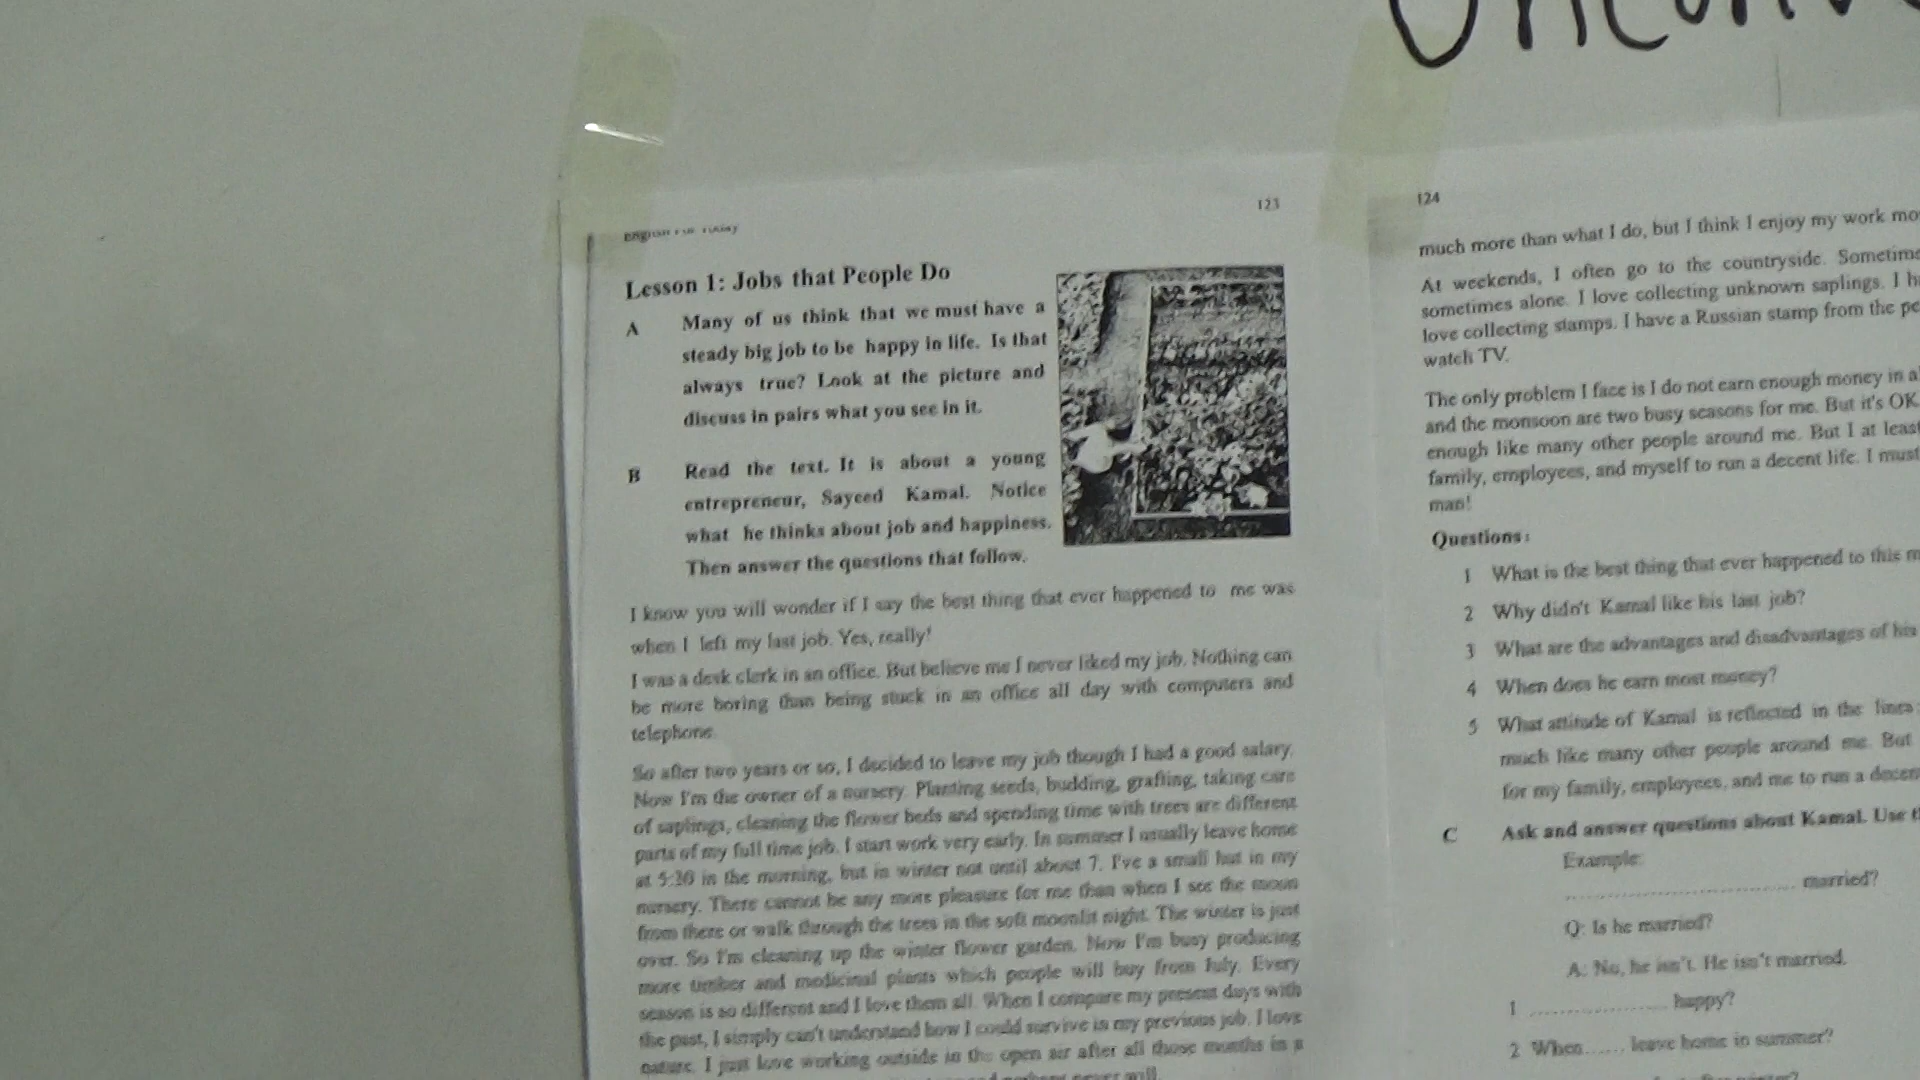 123
English For Today
Lesson 1: Jobs that People Do
A Many of us think that we must have a
steady big job to be happy in life. Is that
always true? Look at the picture and
discuss in pairs what you see in it.
B Read the text. It is about a young
entrepreneur, Sayeed Kamal. Notice
what he thinks about job and happiness.
Then answer the questions that follow.
I know you will wonder if I say the best thing that ever happened to me was
when I left my last job. Yes, really!
I was a desk clerk in an office. But believe me I never liked my job. Nothing can
be more boring than being stuck in an office all day with computers and
telephone.
So after two years or so, I decided to leave my job though I had a good salary.
Now I'm the owner of a nursery. Planting seeds, budding, grafting, taking care
of saplings, cleaning the flower beds and spending time with trees are different
parts of my full time job. I start work very early. In summer I usually leave home
at 5:30 in the morning, but in winter not until about 7. I've a small hut in my
nursery. There cannot be any more pleasure for me than when I see the moon
from there or walk through the trees in the soft moonlit night. The winter is just
over. So I'm cleaning up the winter flower garden. Now I'm busy producing
more timber and medicinal plants which people will buy from July. Every
season is so different and I love them all. When I compare my present days with
the past, I simply can't understand how I could survive in my previous job. I love
nature. I just love working outside in the open air after all those months in a
never will.
124
much more than what I do, but I think I enjoy my work
At weekends, I often go to the countryside.
sometimes alone. I love collecting unknown saplings. I
love collecting stamps. I have a Russian stamp from the
watch TV.
The only problem I face is I do not earn enough money in
and the monsoon are two busy seasons for me. But it's OK
enough like many other people around me. But I at least
family, employees, and myself to run a decent life. I must
man!
Questions:
1 What is the best thing that ever happened to this
2 Why didn't Kamal like his last job?
3 What are the advantages and disadvantages of his
4 When does he earn most money?
5 What attitude of Kamal is reflected in the lines
much like many other people around me. But
for my family, employees, and me to run a
C Ask and answer questions about Kamal. Use
Example:
.................................. married?
Q: Is he married?
A: No, he isn't. He isn't married.
1 .................... happy?
2 When...... leave home in summer?